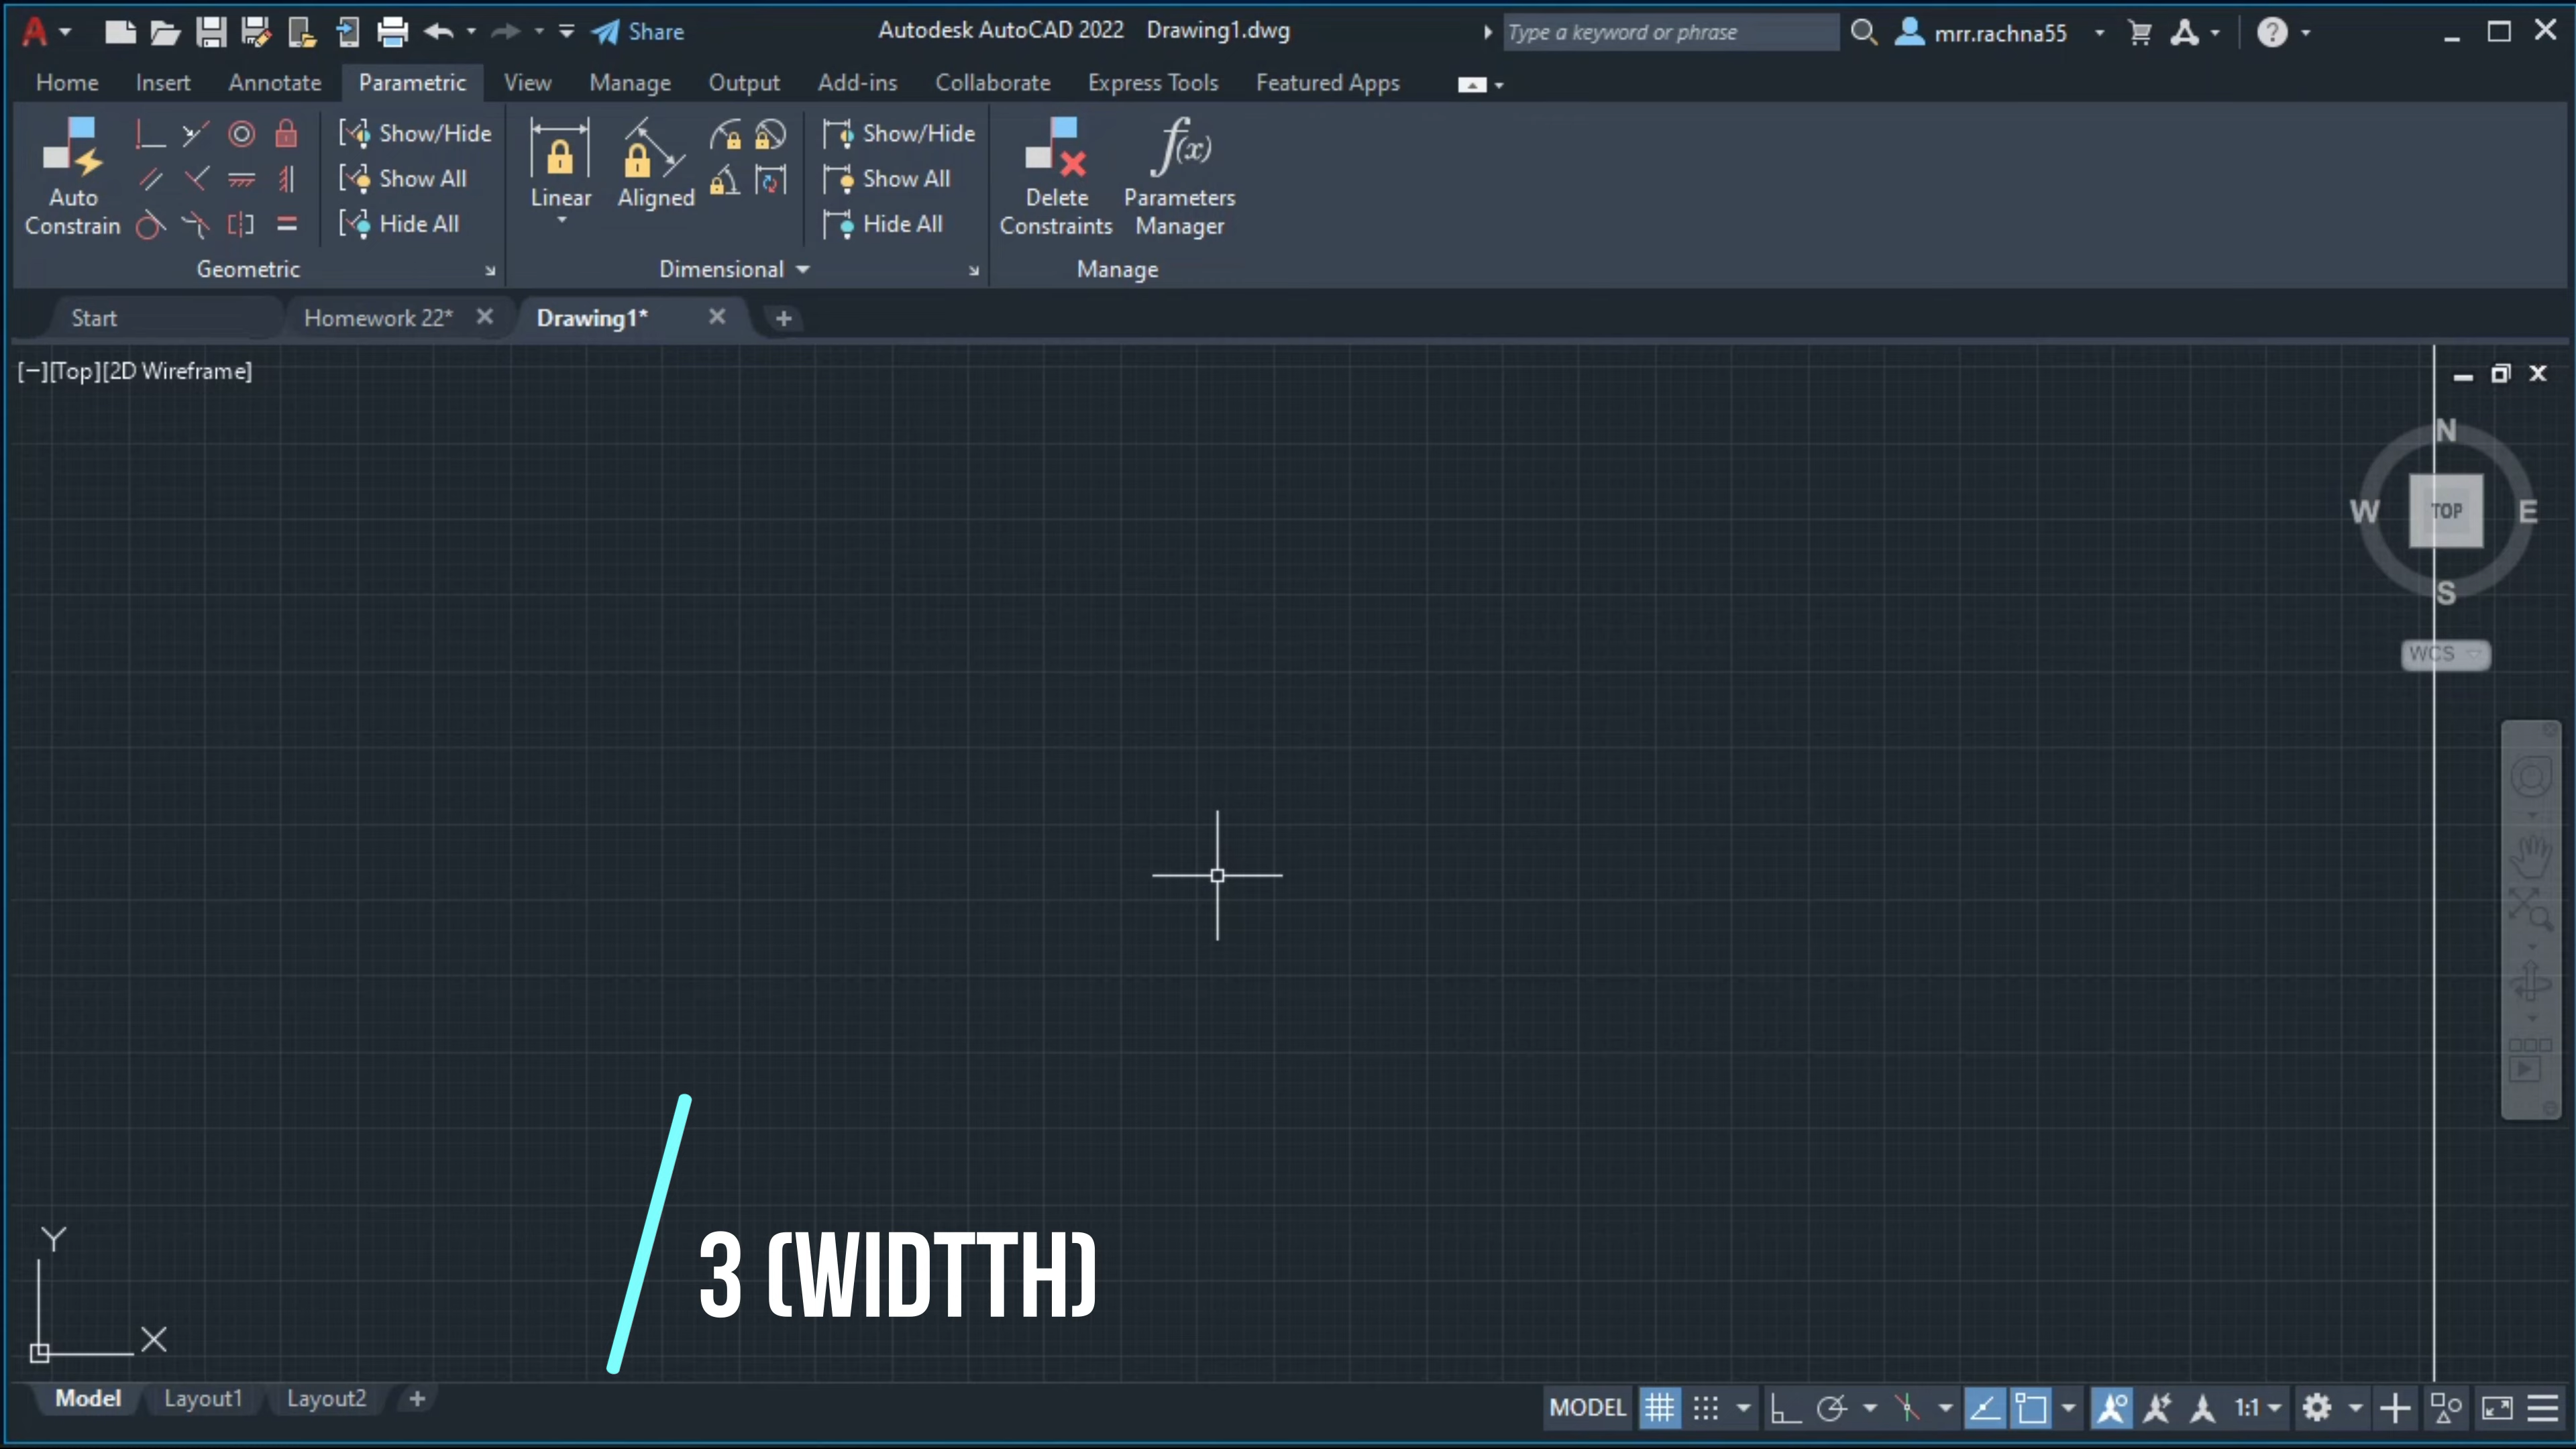 Share
Autodesk AutoCAD 2022 Drawing1.dwg
Type a keyword or phrase
mrr.rachna55
Home Insert Annotate Parametric View Manage Output Add-ins Collaborate Express Tools Featured Apps
Auto Constrain
Show/Hide
Show All
Hide All
Geometric
Linear
Aligned
Show/Hide
Show All
Hide All
Dimensional
Delete Constraints
f(x)
Parameters Manager
Manage
Start
Homework 22*
Drawing1*
[−][Top][2D Wireframe]
N
W TOP E
S
WCS
3 (WIDTTH)
Y
X
Model Layout1 Layout2
MODEL
1:1